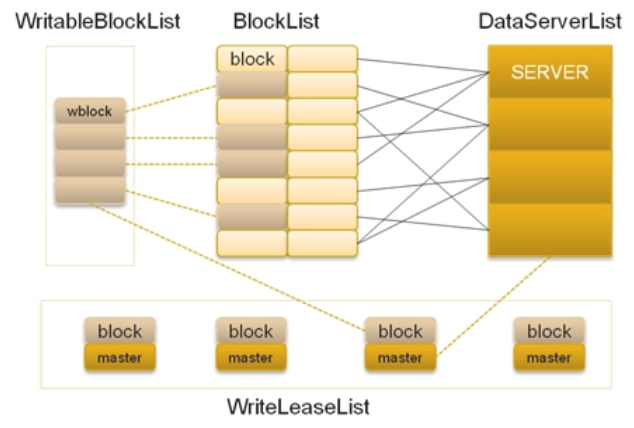 WritableBlockList BlockList DataServerList
block SERVER
wblock
block block block block
master master master master
WriteLeaseList